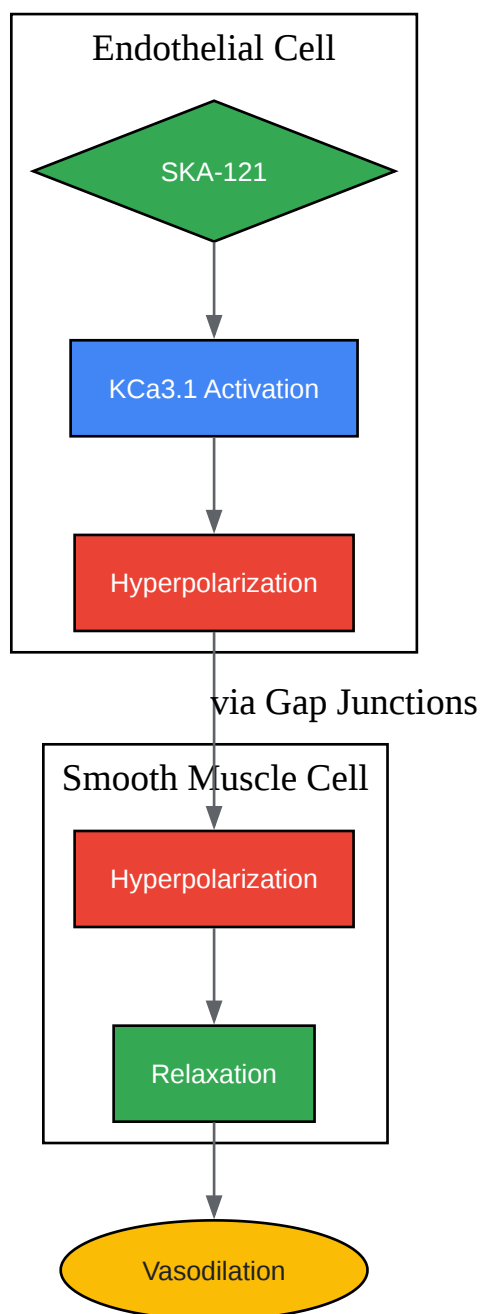 Endothelial Cell
SKA-121
KCa3.1 Activation
Hyperpolarization
via Gap Junctions
Smooth Muscle Cell
Hyperpolarization
Relaxation
Vasodilation